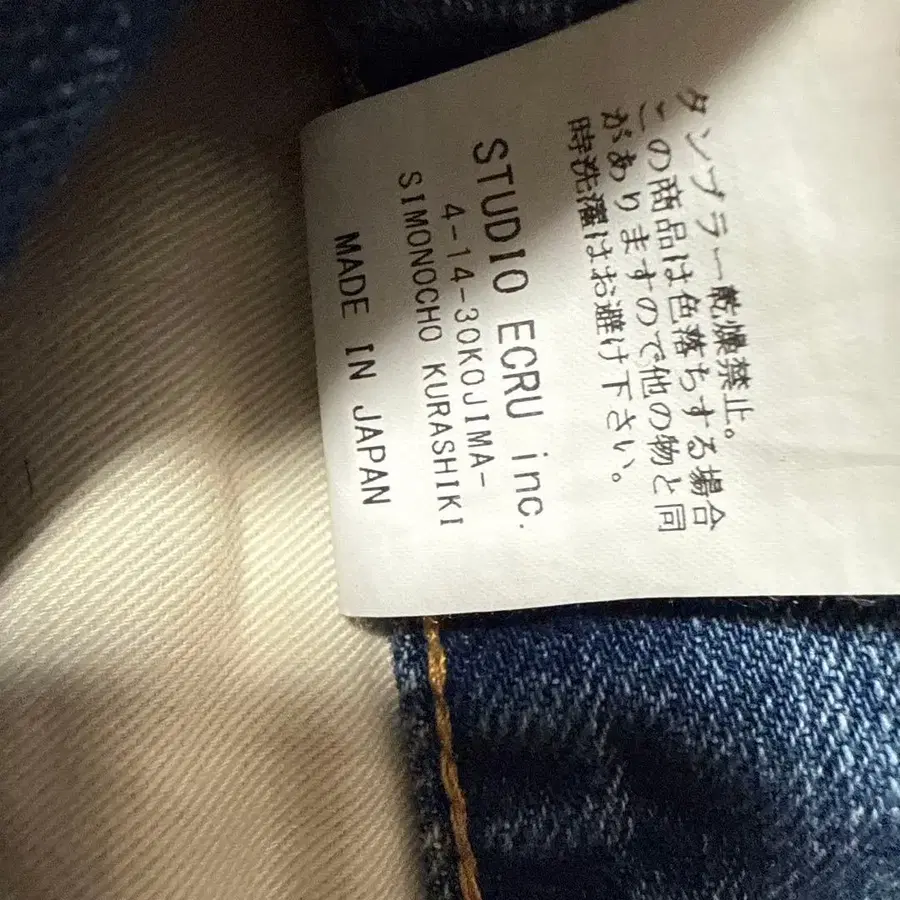 タンブラー乾燥禁止。
この商品は色落ちする場合
がありますので他の物と同
時洗濯はお避け下さい。
STUDIO ECRU inc.
4-14-30KOJIMA-
SIMONOCHO KURASHIKI
MADE IN JAPAN